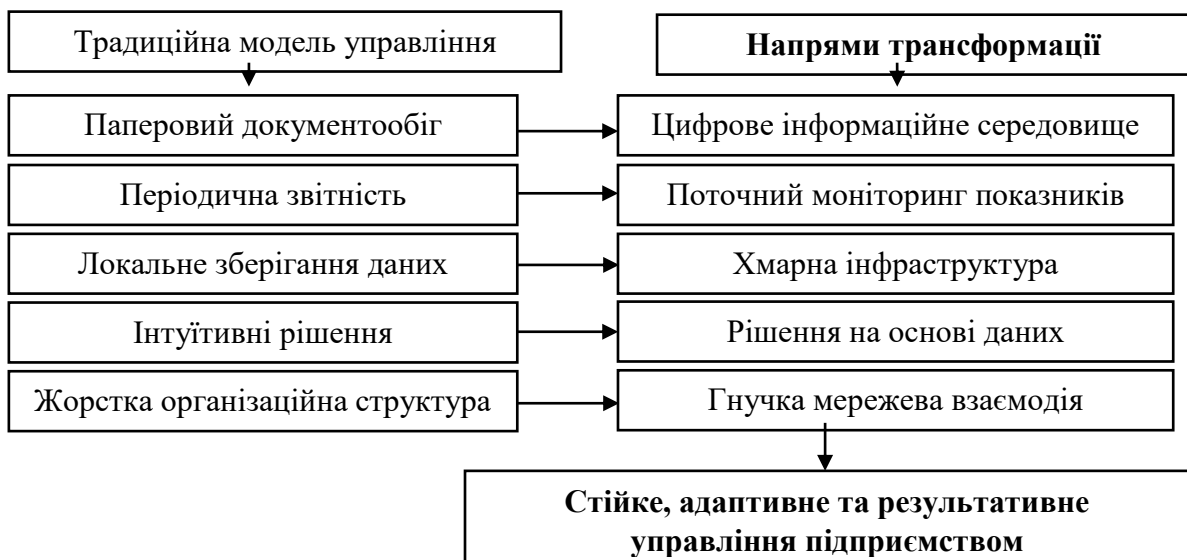 Традиційна модель управління
Напрями трансформації
Паперовий документообіг
Цифрове інформаційне середовище
Періодична звітність
Поточний моніторинг показників
Локальне зберігання даних
Хмарна інфраструктура
Інтуїтивні рішення
Рішення на основі даних
Жорстка організаційна структура
Гнучка мережева взаємодія
Стійке, адаптивне та результативне
управління підприємством